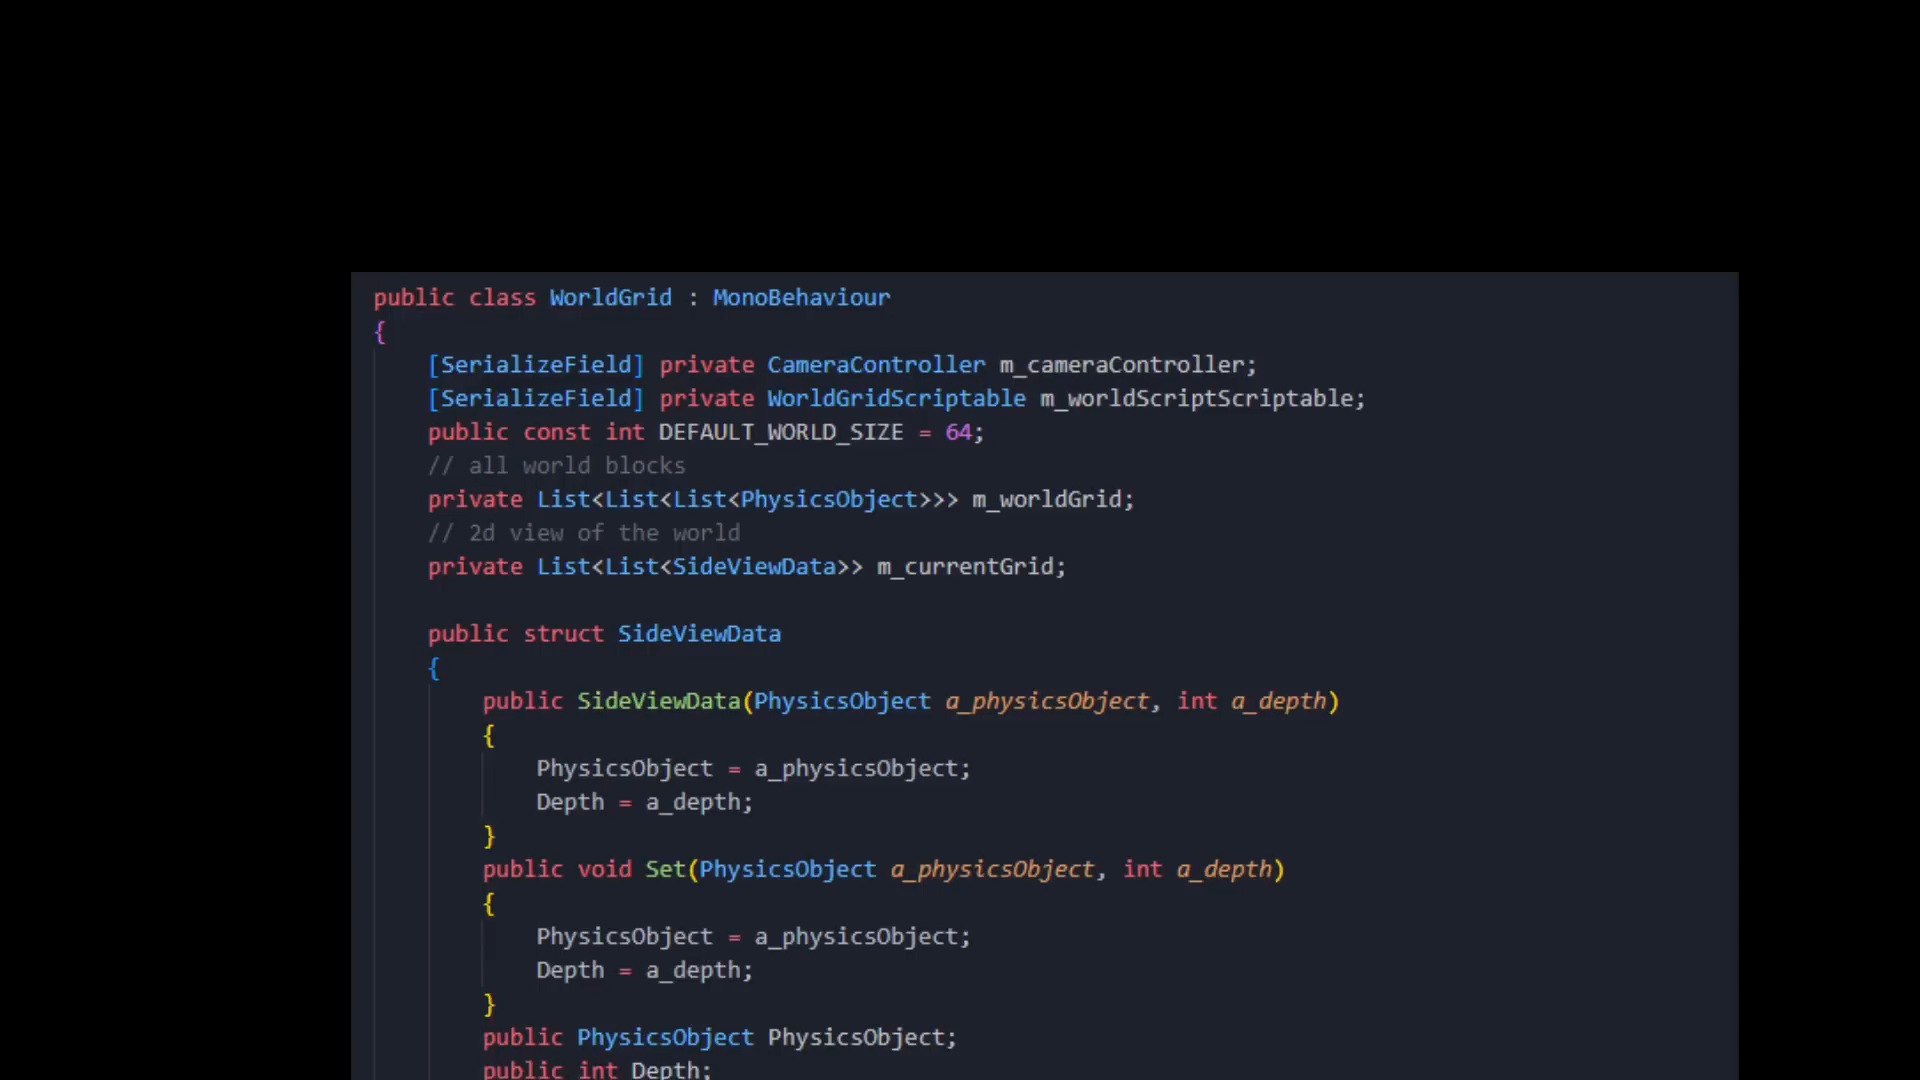 public class WorldGrid : MonoBehaviour
{
    [SerializeField] private CameraController m_cameraController;
    [SerializeField] private WorldGridScriptable m_worldScriptScriptable;
    public const int DEFAULT_WORLD_SIZE = 64;
    // all world blocks
    private List<List<List<PhysicsObject>>> m_worldGrid;
    // 2d view of the world
    private List<List<SideViewData>> m_currentGrid;

    public struct SideViewData
    {
        public SideViewData(PhysicsObject a_physicsObject, int a_depth)
        {
            PhysicsObject = a_physicsObject;
            Depth = a_depth;
        }
        public void Set(PhysicsObject a_physicsObject, int a_depth)
        {
            PhysicsObject = a_physicsObject;
            Depth = a_depth;
        }
        public PhysicsObject PhysicsObject;
        public int Depth;